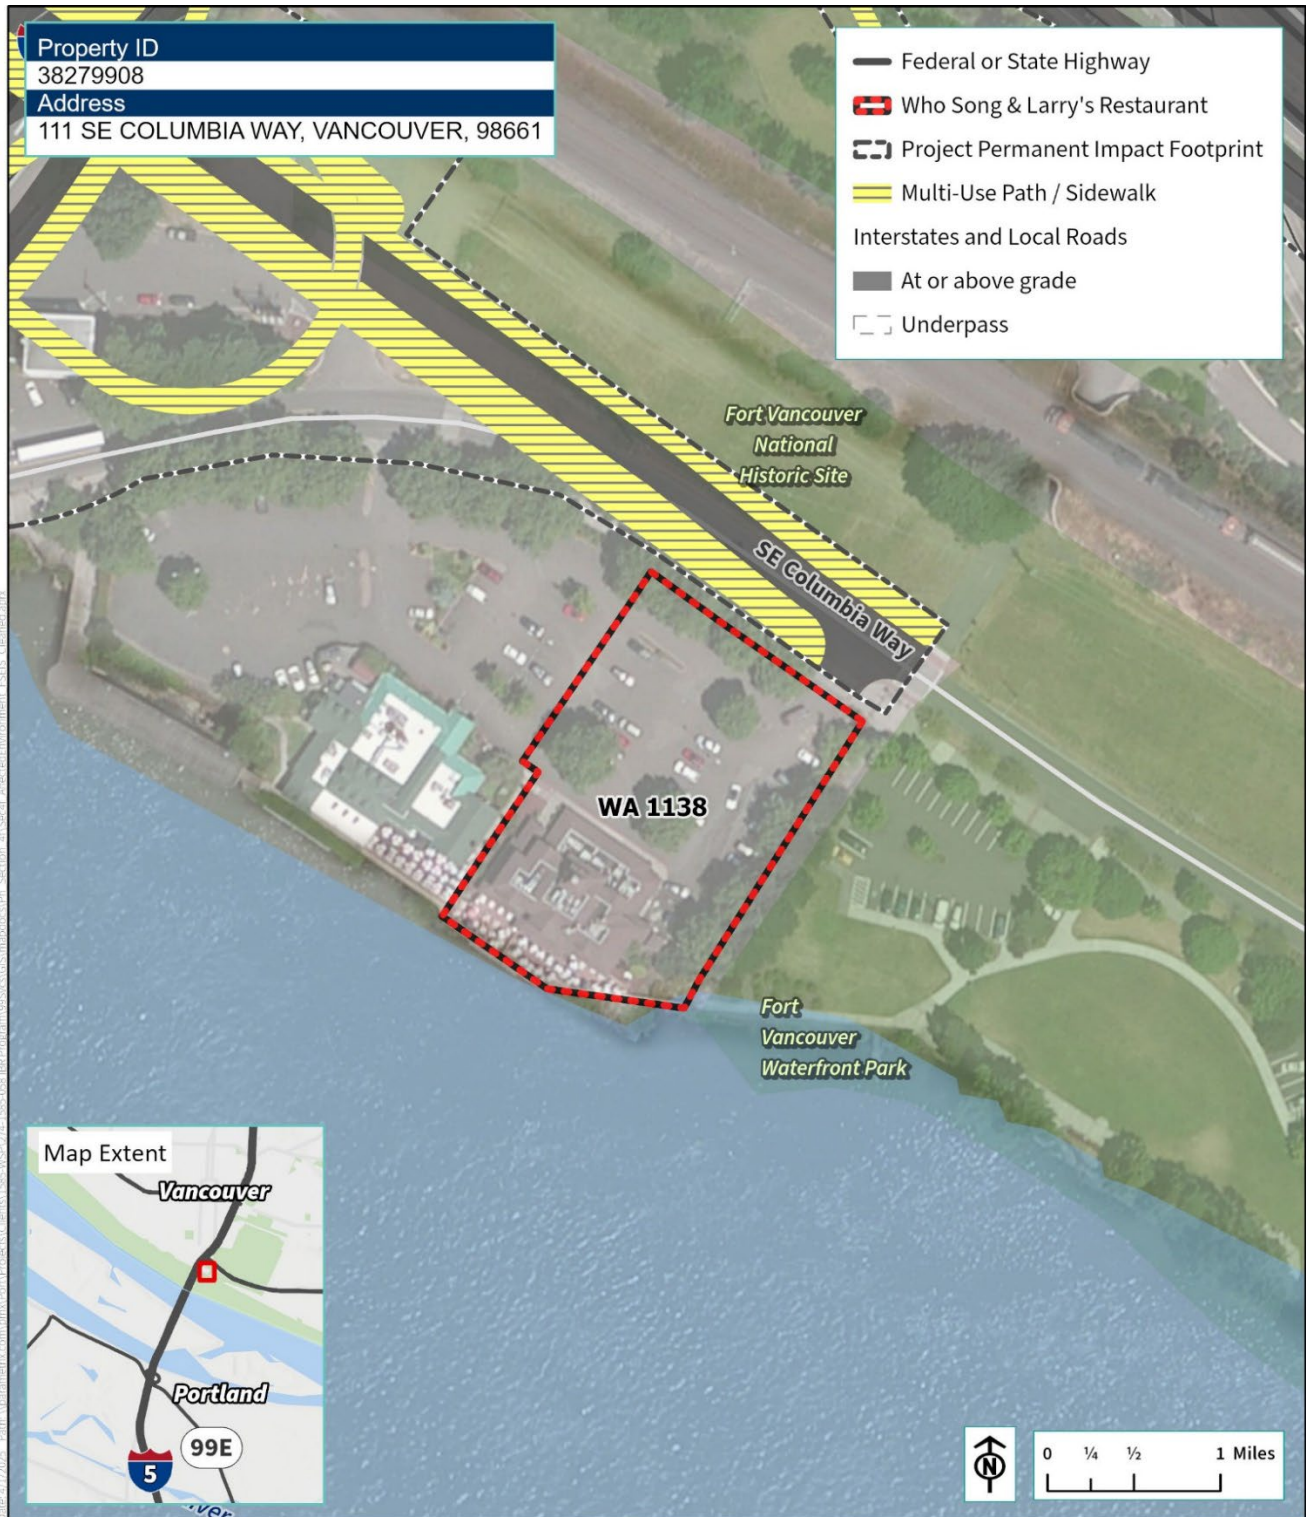 Property ID
38279908
Address
111 SE COLUMBIA WAY, VANCOUVER, 98661
Federal or State Highway
Who Song & Larry's Restaurant
Project Permanent Impact Footprint
Multi-Use Path / Sidewalk
Interstates and Local Roads
At or above grade
Underpass
Fort Vancouver
National
Historic Site
SE Columbia Way
WA 1138
Fort
Vancouver
Waterfront Park
Map Extent
Vancouver
Portland
99E
5
N
0 ¼ ½ 1 Miles